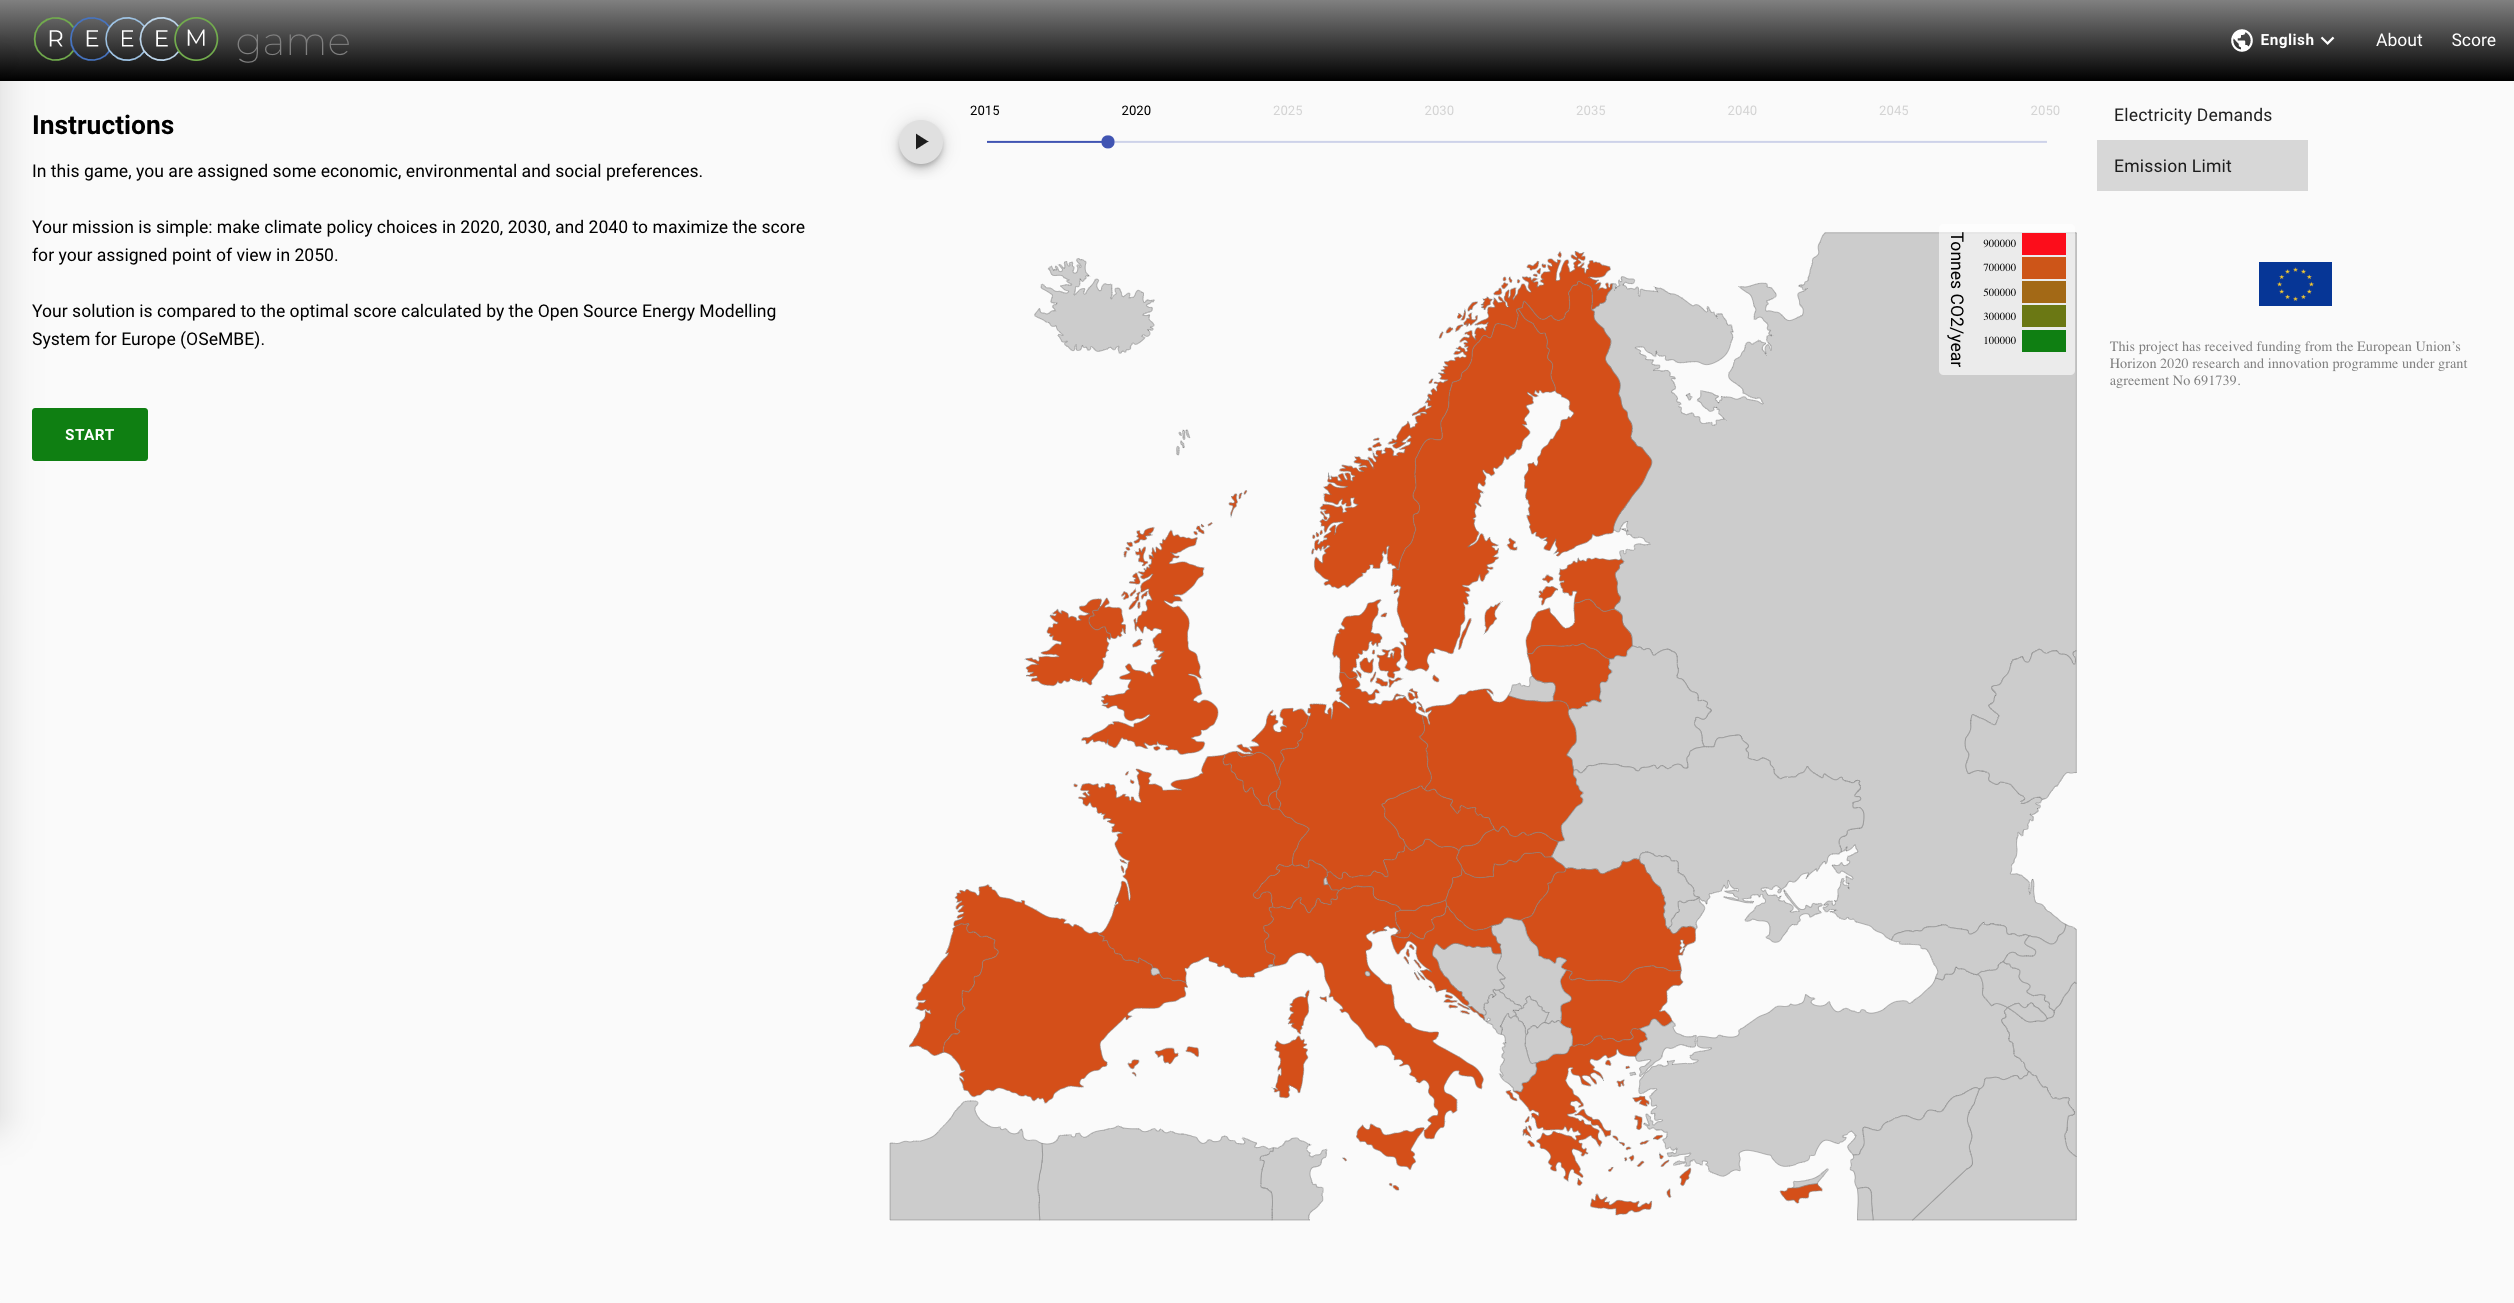 REEEM game
English
About
Score
Instructions
In this game, you are assigned some economic, environmental and social preferences.
Your mission is simple: make climate policy choices in 2020, 2030, and 2040 to maximize the score
for your assigned point of view in 2050.
Your solution is compared to the optimal score calculated by the Open Source Energy Modelling
System for Europe (OSeMBE).
START
2015
2020
2025
2030
2035
2040
2045
2050
Tonnes CO2/year
900000
700000
500000
300000
100000
Electricity Demands
Emission Limit
This project has received funding from the European Union's
Horizon 2020 research and innovation programme under grant
agreement No 691739.